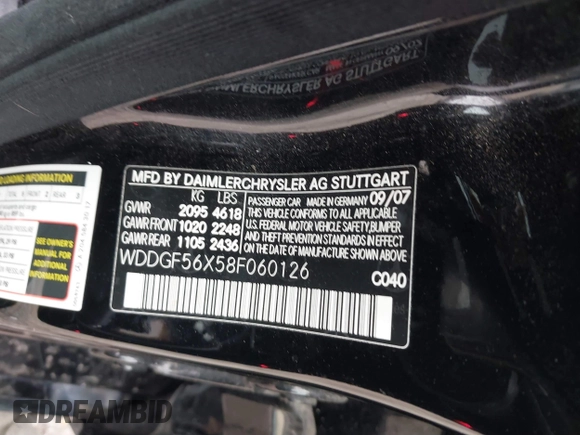 MFD BY DAIMLERCHRYSLER AG STUTTGART
KG LBS
PASSENGER CAR MADE IN GERMANY 09/07
GVWR 2095 4618
GAWR FRONT 1020 2248
GAWR REAR 1105 2436
THIS VEHICLE CONFORMS TO ALL APPLICABLE
U.S. FEDERAL MOTOR VEHICLE, BUMPER
AND THEFT PREVENTION STANDARDS
IN EFFECT ON THE DATE OF
MANUFACTURE SHOWN ABOVE
WDDGF56X58F060126
C040
LOADING INFORMATION
SEE OWNER'S
MANUAL FOR
ADDITIONAL
INFORMATION
DREAMBID